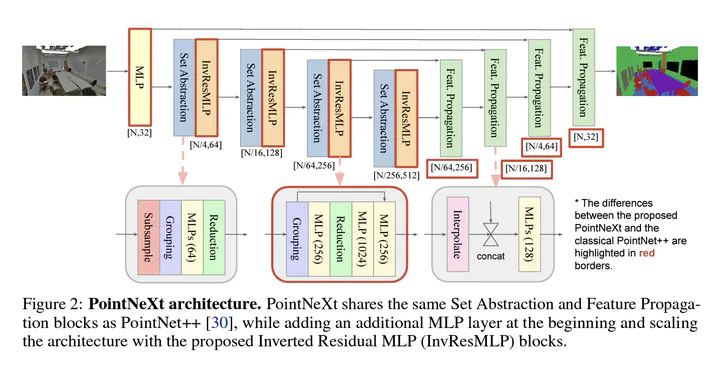 MLP
Set Abstraction
InvResMLP
Set Abstraction
InvResMLP
Set Abstraction
InvResMLP
Set Abstraction
InvResMLP
Feat. Propagation
Feat. Propagation
Feat. Propagation
Feat. Propagation
[N,32]
[N/4,64]
[N/16,128]
[N/64,256]
[N/256,512]
[N/64,256]
[N/16,128]
[N/4,64]
[N,32]
Subsample
Grouping
MLPs (64)
Reduction
Grouping
MLP (256)
Reduction
MLP (1024)
MLP (256)
Interpolate
concat
MLPs (128)
* The differences
between the proposed
PointNeXt and the
classical PointNet++ are
highlighted in red
borders.
Figure 2: PointNeXt architecture. PointNeXt shares the same Set Abstraction and Feature Propaga-
tion blocks as PointNet++ [30], while adding an additional MLP layer at the beginning and scaling
the architecture with the proposed Inverted Residual MLP (InvResMLP) blocks.